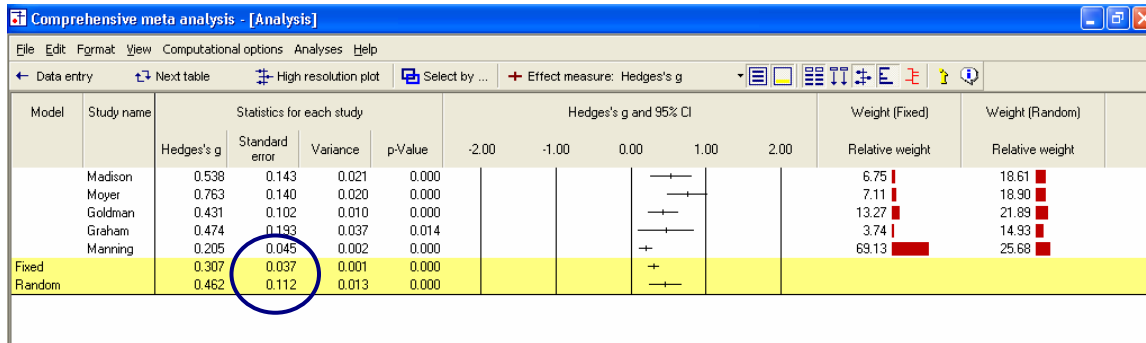 Comprehensive meta analysis - [Analysis]
File Edit Format View Computational options Analyses Help
Data entry Next table High resolution plot Select by ... Effect measure: Hedges's g
Model Study name Statistics for each study Hedges's g and 95% CI Weight (Fixed) Weight (Random)
Hedges's g Standard error Variance p-Value -2.00 -1.00 0.00 1.00 2.00 Relative weight Relative weight
Madison 0.538 0.143 0.021 0.000 6.75 18.61
Moyer 0.763 0.140 0.020 0.000 7.11 18.90
Goldman 0.431 0.102 0.010 0.000 13.27 21.89
Graham 0.474 0.193 0.037 0.014 3.74 14.93
Manning 0.205 0.045 0.002 0.000 69.13 25.68
Fixed 0.307 0.037 0.001 0.000
Random 0.462 0.112 0.013 0.000